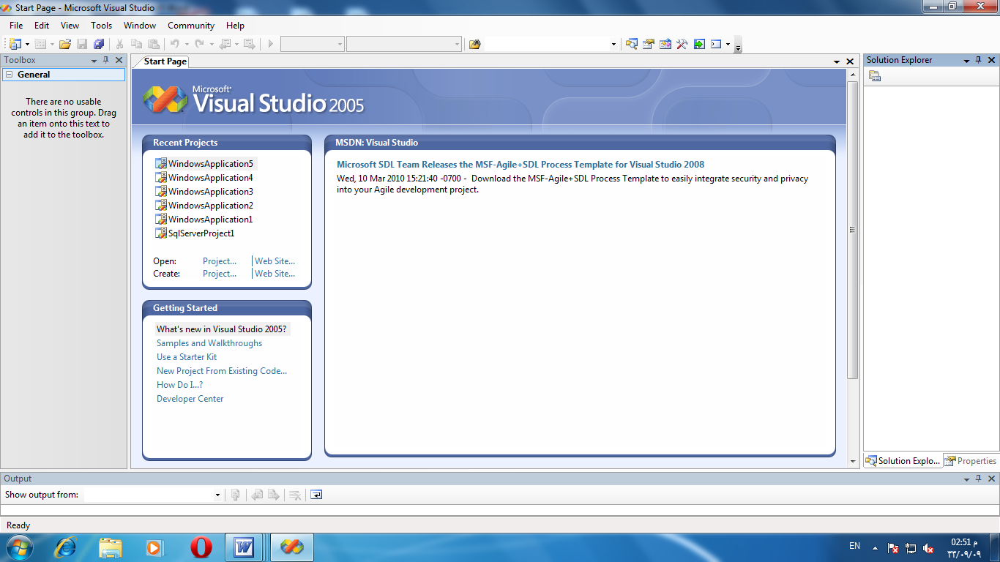 Start Page - Microsoft Visual Studio
File Edit View Tools Window Community Help
Toolbox
General
There are no usable
controls in this group. Drag
an item onto this text to
add it to the toolbox.
Start Page
Microsoft
Visual Studio 2005
Recent Projects
WindowsApplication5
WindowsApplication4
WindowsApplication3
WindowsApplication2
WindowsApplication1
SqlServerProject1
Open: Project... Web Site...
Create: Project... Web Site...
Getting Started
What's new in Visual Studio 2005?
Samples and Walkthroughs
Use a Starter Kit
New Project From Existing Code...
How Do I...?
Developer Center
MSDN: Visual Studio
Microsoft SDL Team Releases the MSF-Agile+SDL Process Template for Visual Studio 2008
Wed, 10 Mar 2010 15:21:40 -0700 - Download the MSF-Agile+SDL Process Template to easily integrate security and privacy
into your Agile development project.
Solution Explorer
Solution Explo... Properties
Output
Show output from:
Ready
EN
02:51 م
٣٣/٠٩/٠٩